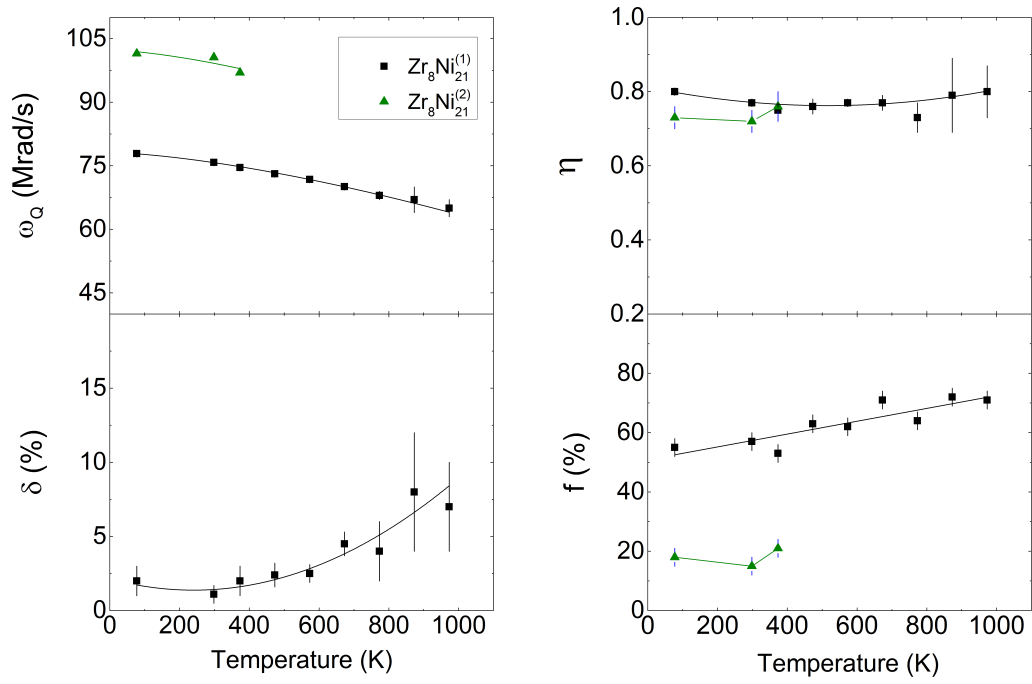 105
90
75
60
45
ω_Q (Mrad/s)
Zr₈Ni₂₁⁽¹⁾
Zr₈Ni₂₁⁽²⁾
15
10
5
0
δ (%)
0 200 400 600 800 1000
Temperature (K)
1.0
0.8
0.6
0.4
0.2
η
80
60
40
20
0
f (%)
0 200 400 600 800 1000
Temperature (K)